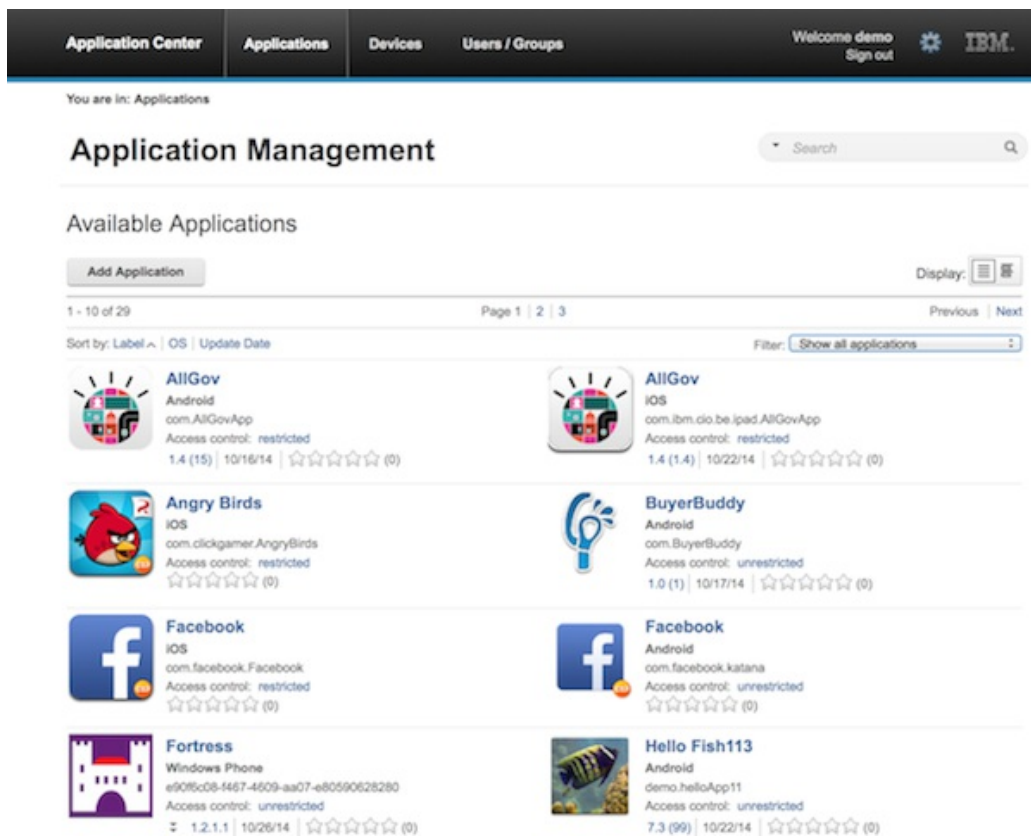 Application Center Applications Devices Users / Groups Welcome demo IBM.
Sign out
You are in: Applications
Application Management Search
Available Applications
Add Application Display:
1 - 10 of 29 Page 1 | 2 | 3 Previous | Next
Sort by: Label | OS | Update Date Filter: Show all applications
AllGov
Android
com.AllGovApp
Access control: restricted
1.4 (15) | 10/16/14 | (0)
AllGov
iOS
com.ibm.cio.be.ipad.AllGovApp
Access control: restricted
1.4 (1.4) | 10/22/14 | (0)
Angry Birds
iOS
com.clickgamer.AngryBirds
Access control: restricted
(0)
BuyerBuddy
Android
com.BuyerBuddy
Access control: unrestricted
1.0 (1) | 10/17/14 | (0)
Facebook
iOS
com.facebook.Facebook
Access control: restricted
(0)
Facebook
Android
com.facebook.katana
Access control: unrestricted
(0)
Fortress
Windows Phone
e90f6c08-f467-4609-aa07-e80590628280
Access control: unrestricted
1.2.1.1 | 10/26/14 | (0)
Hello Fish113
Android
demo.helloApp11
Access control: unrestricted
7.3 (99) | 10/22/14 | (0)